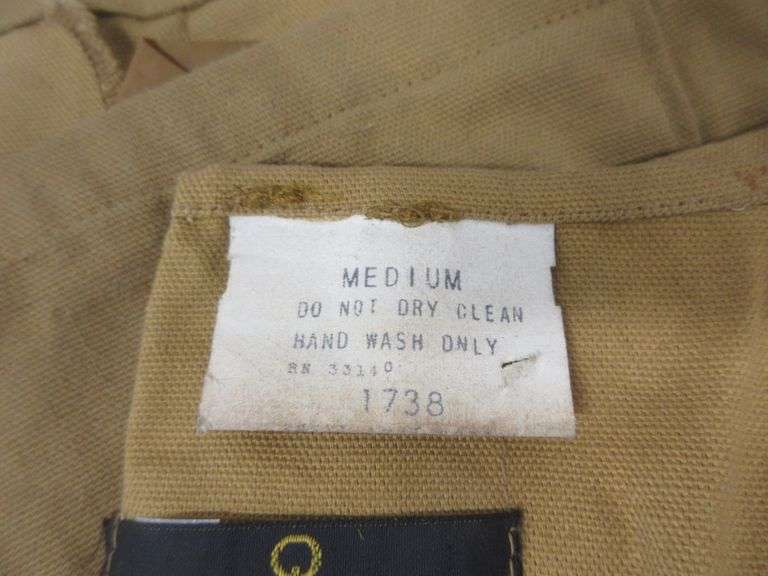 MEDIUM
DO NOT DRY CLEAN
HAND WASH ONLY
RN 33140
1738